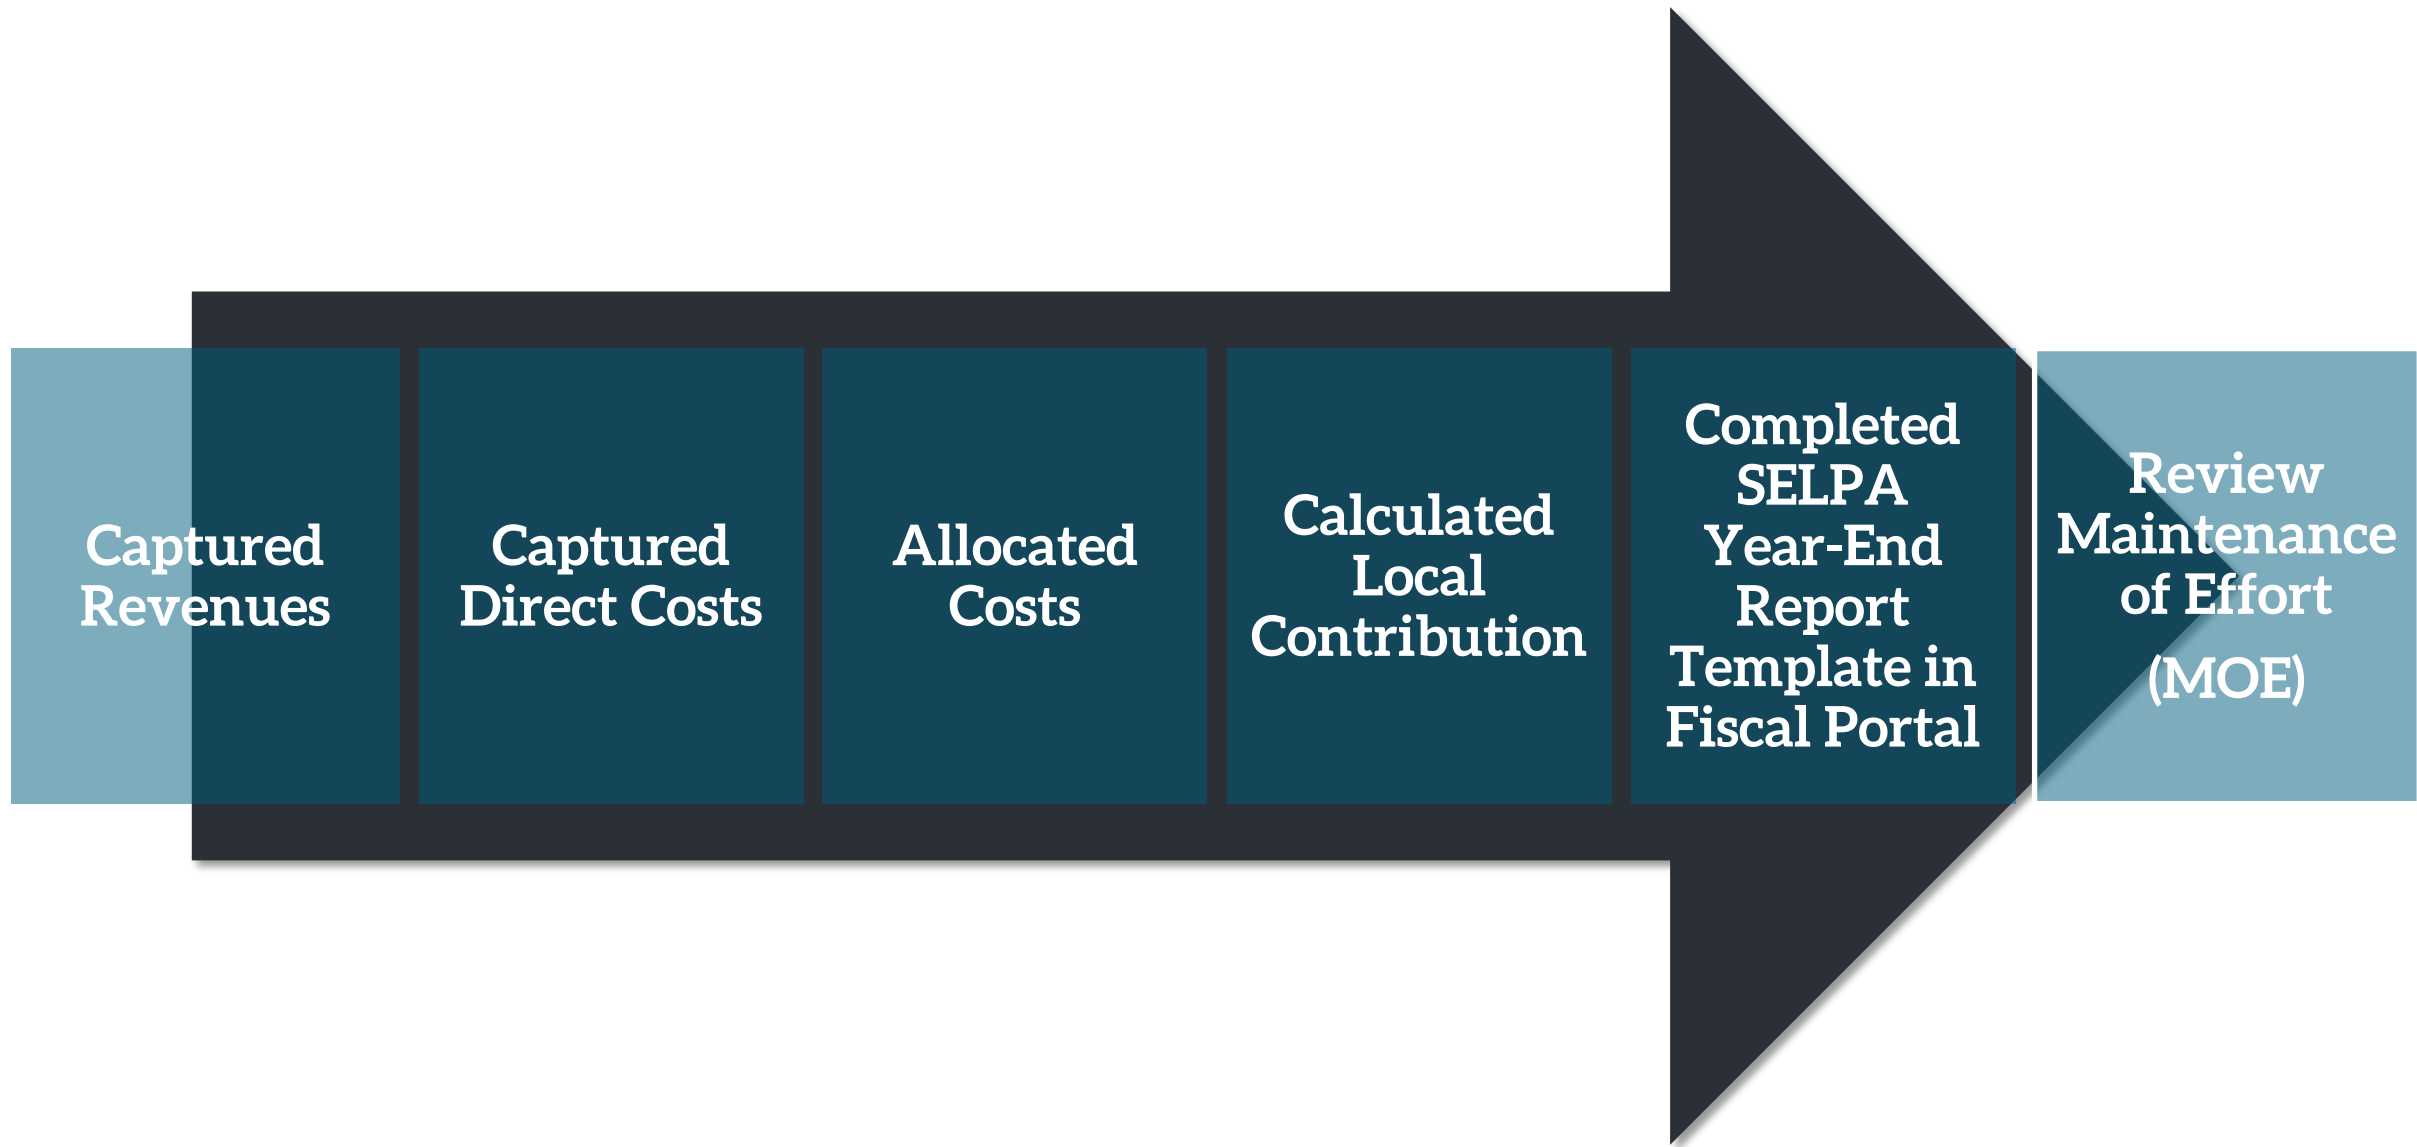 Captured
Revenues
Captured
Direct Costs
Allocated
Costs
Calculated
Local
Contribution
Completed
SELPA
Year-End
Report
Template in
Fiscal Portal
Review
Maintenance
of Effort
(MOE)